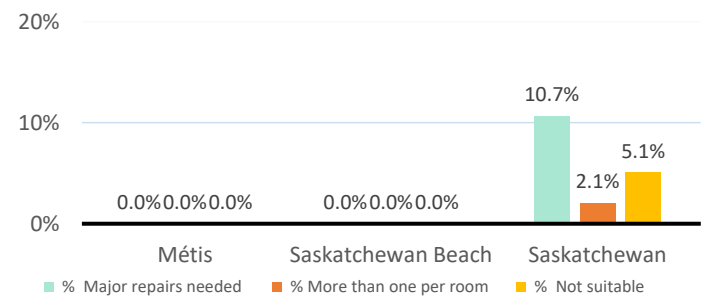 20%
10%
0%
10.7%
5.1%
2.1%
0.0% 0.0% 0.0% 0.0% 0.0% 0.0%
Métis Saskatchewan Beach Saskatchewan
% Major repairs needed % More than one per room % Not suitable